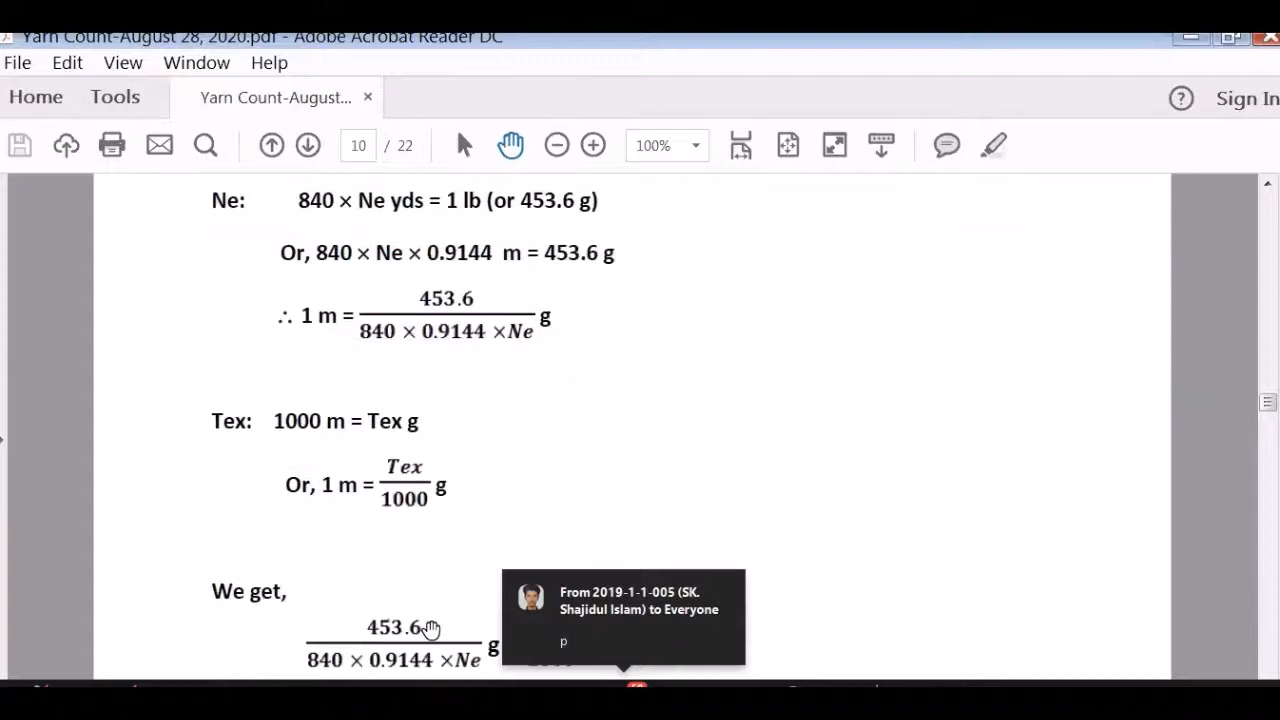 Yarn Count-August 28, 2020.pdf - Adobe Acrobat Reader DC
File Edit View Window Help
Home Tools Yarn Count-August... × ? Sign In
10 / 22 100%
Ne: 840 × Ne yds = 1 lb (or 453.6 g)
Or, 840 × Ne × 0.9144 m = 453.6 g
453.6
∴ 1 m = g
840 × 0.9144 ×Ne
Tex: 1000 m = Tex g
Tex
Or, 1 m = g
1000
We get,
453.6
g
840 × 0.9144 ×Ne
From 2019-1-1-005 (SK.
Shajidul Islam) to Everyone
p